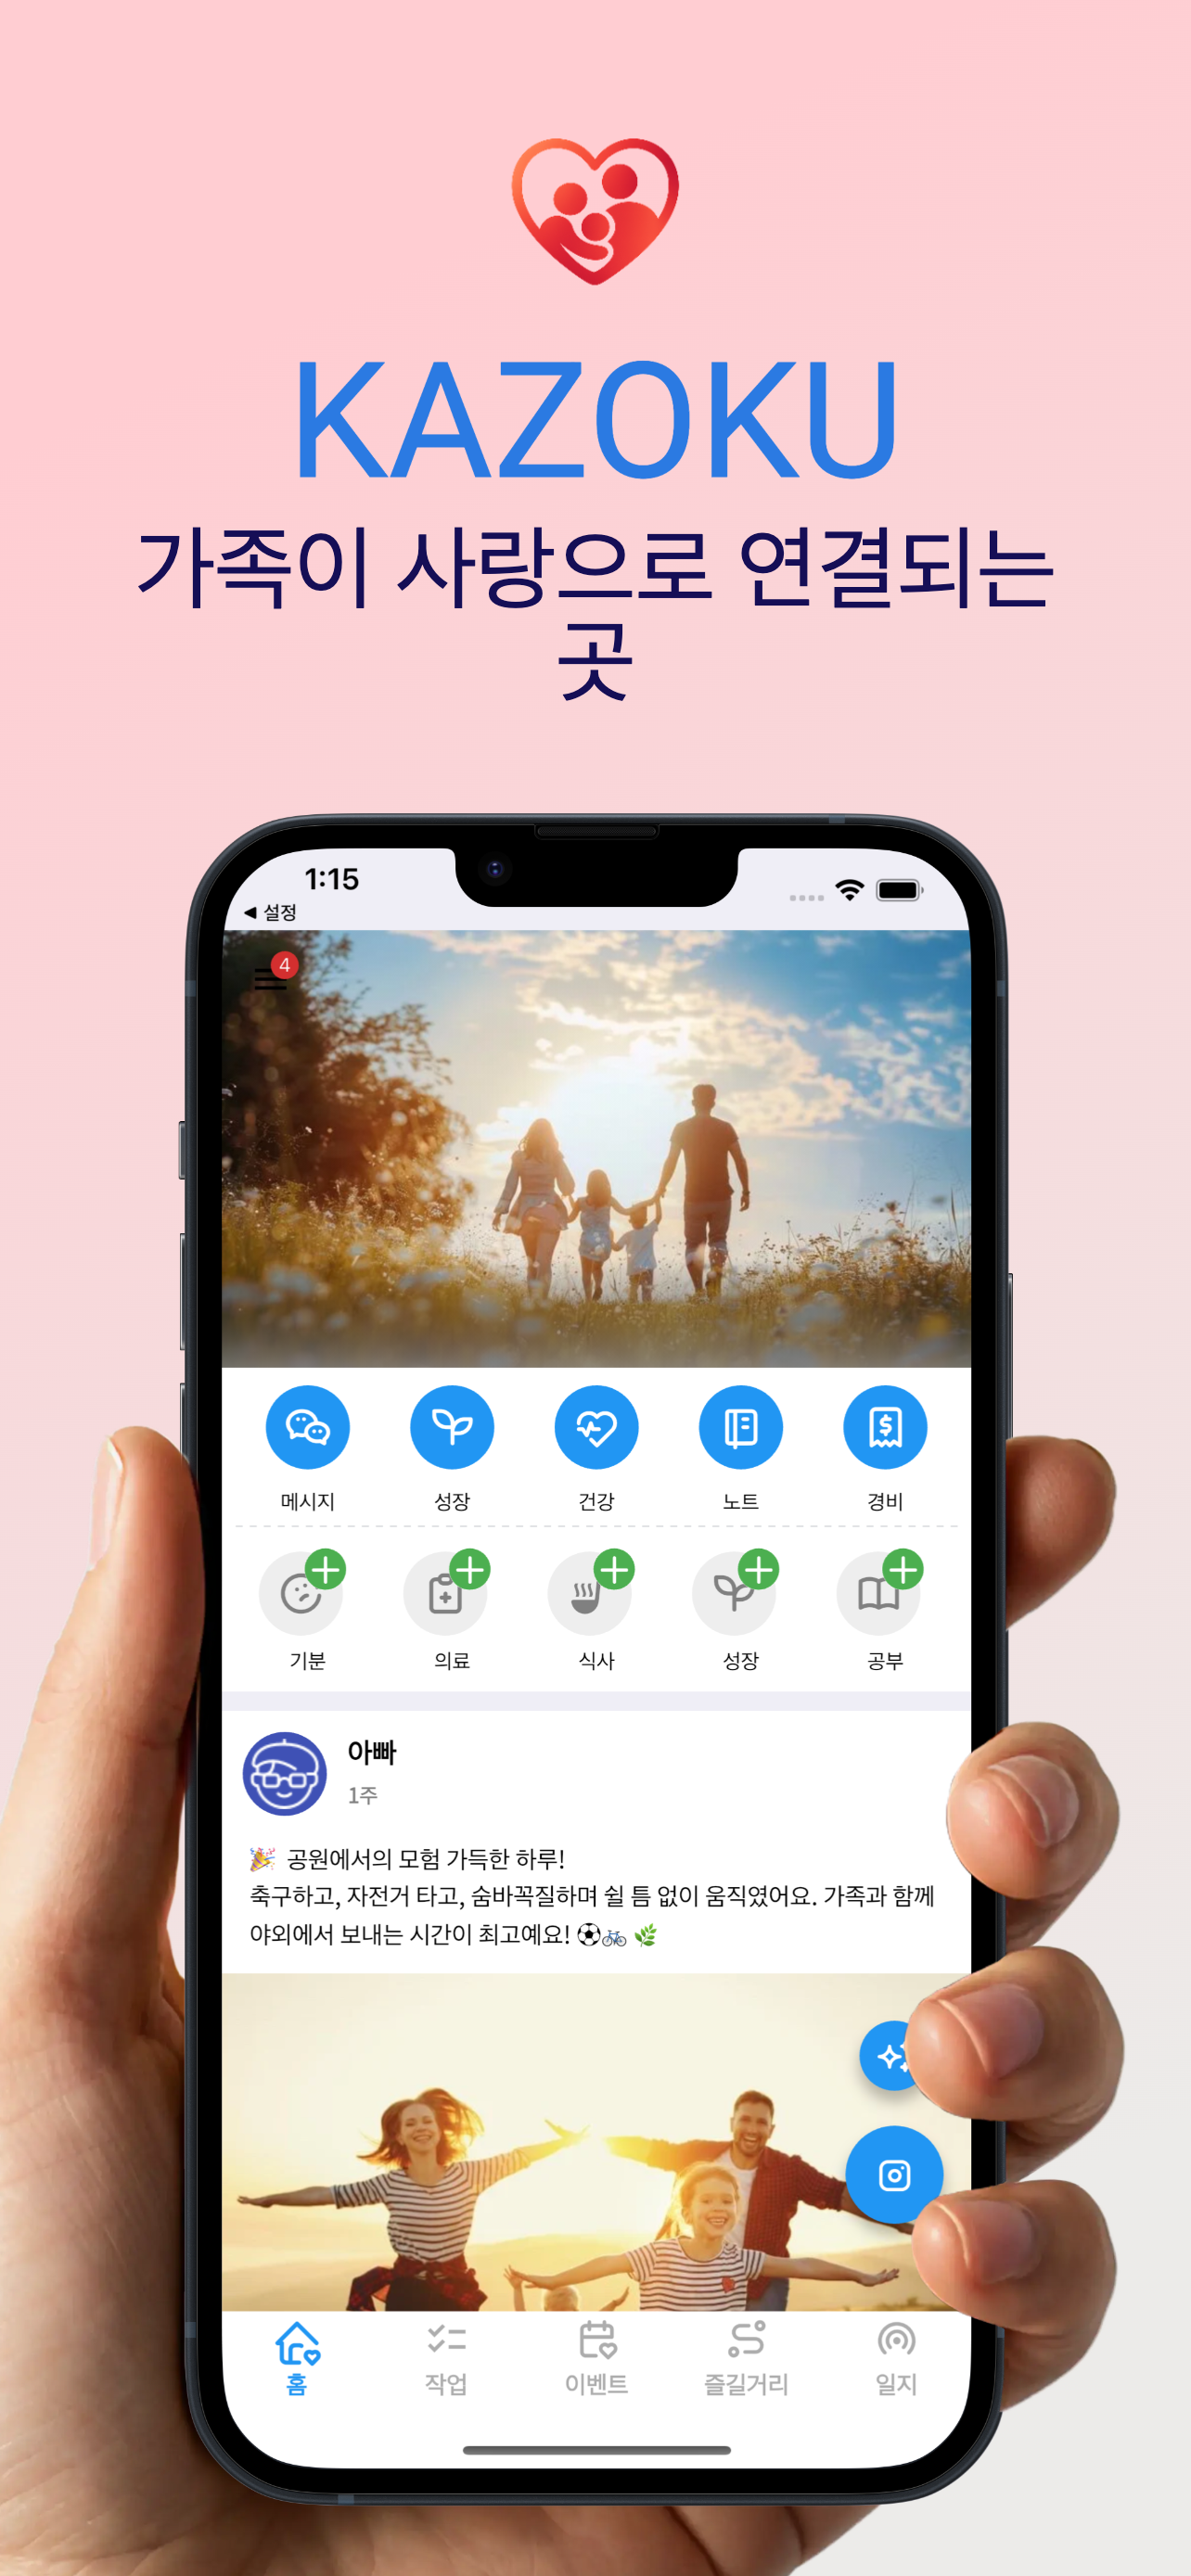 KAZOKU
가족이 사랑으로 연결되는
곳
1:15
◀ 설정
4
메시지 성장 건강 노트 경비
기분 의료 식사 성장 공부
아빠
1주
🎉 공원에서의 모험 가득한 하루!
축구하고, 자전거 타고, 숨바꼭질하며 쉴 틈 없이 움직였어요. 가족과 함께
야외에서 보내는 시간이 최고예요! ⚽🚲 🌿
홈 작업 이벤트 즐길거리 일지